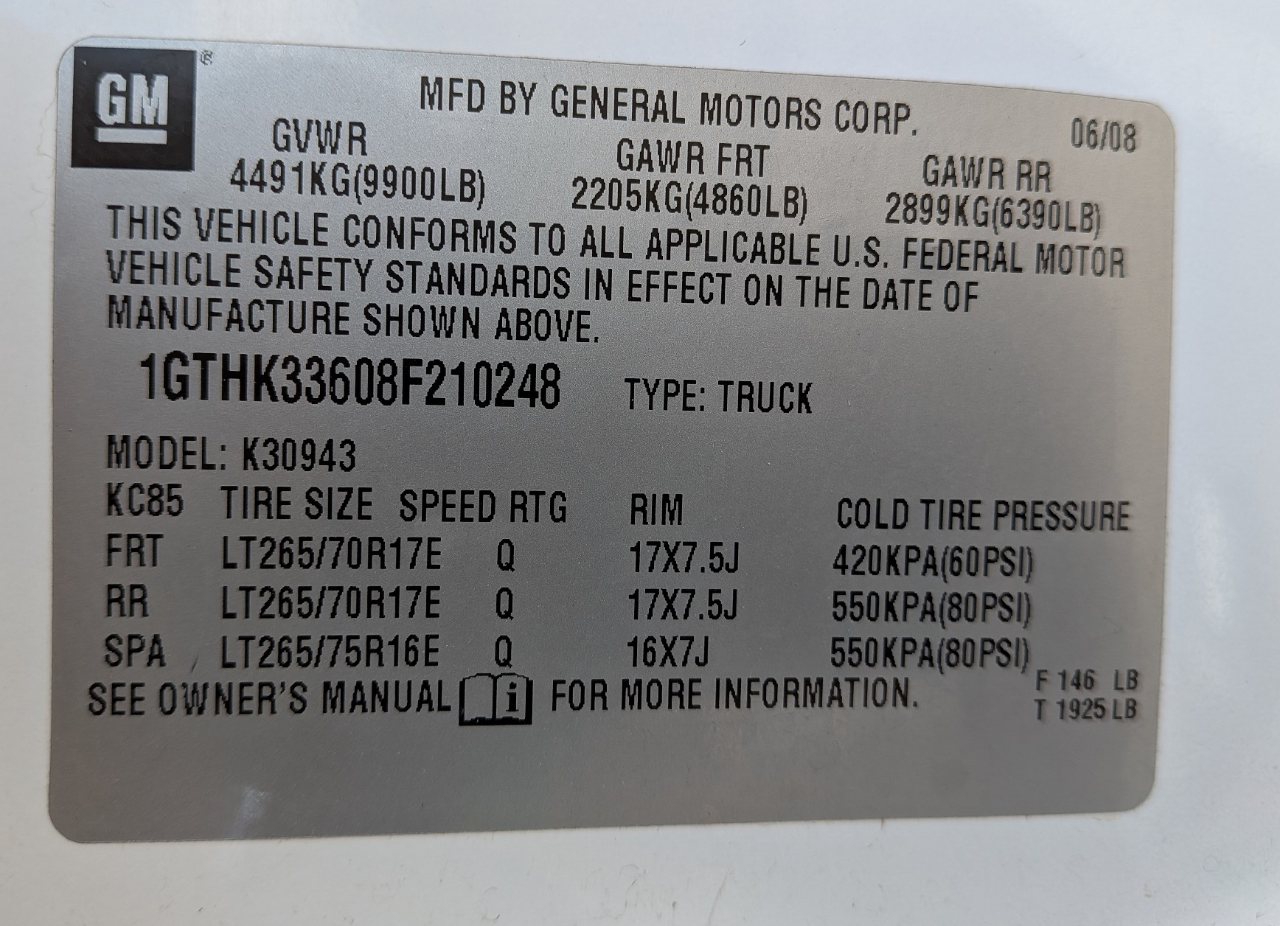 GM ®
MFD BY GENERAL MOTORS CORP. 06/08
GVWR GAWR FRT GAWR RR
4491KG(9900LB) 2205KG(4860LB) 2899KG(6390LB)
THIS VEHICLE CONFORMS TO ALL APPLICABLE U.S. FEDERAL MOTOR
VEHICLE SAFETY STANDARDS IN EFFECT ON THE DATE OF
MANUFACTURE SHOWN ABOVE.
1GTHK33608F210248 TYPE: TRUCK
MODEL: K30943
KC85 TIRE SIZE SPEED RTG RIM COLD TIRE PRESSURE
FRT LT265/70R17E Q 17X7.5J 420KPA(60PSI)
RR LT265/70R17E Q 17X7.5J 550KPA(80PSI)
SPA LT265/75R16E Q 16X7J 550KPA(80PSI)
SEE OWNER'S MANUAL i FOR MORE INFORMATION.
F 146 LB
T 1925 LB